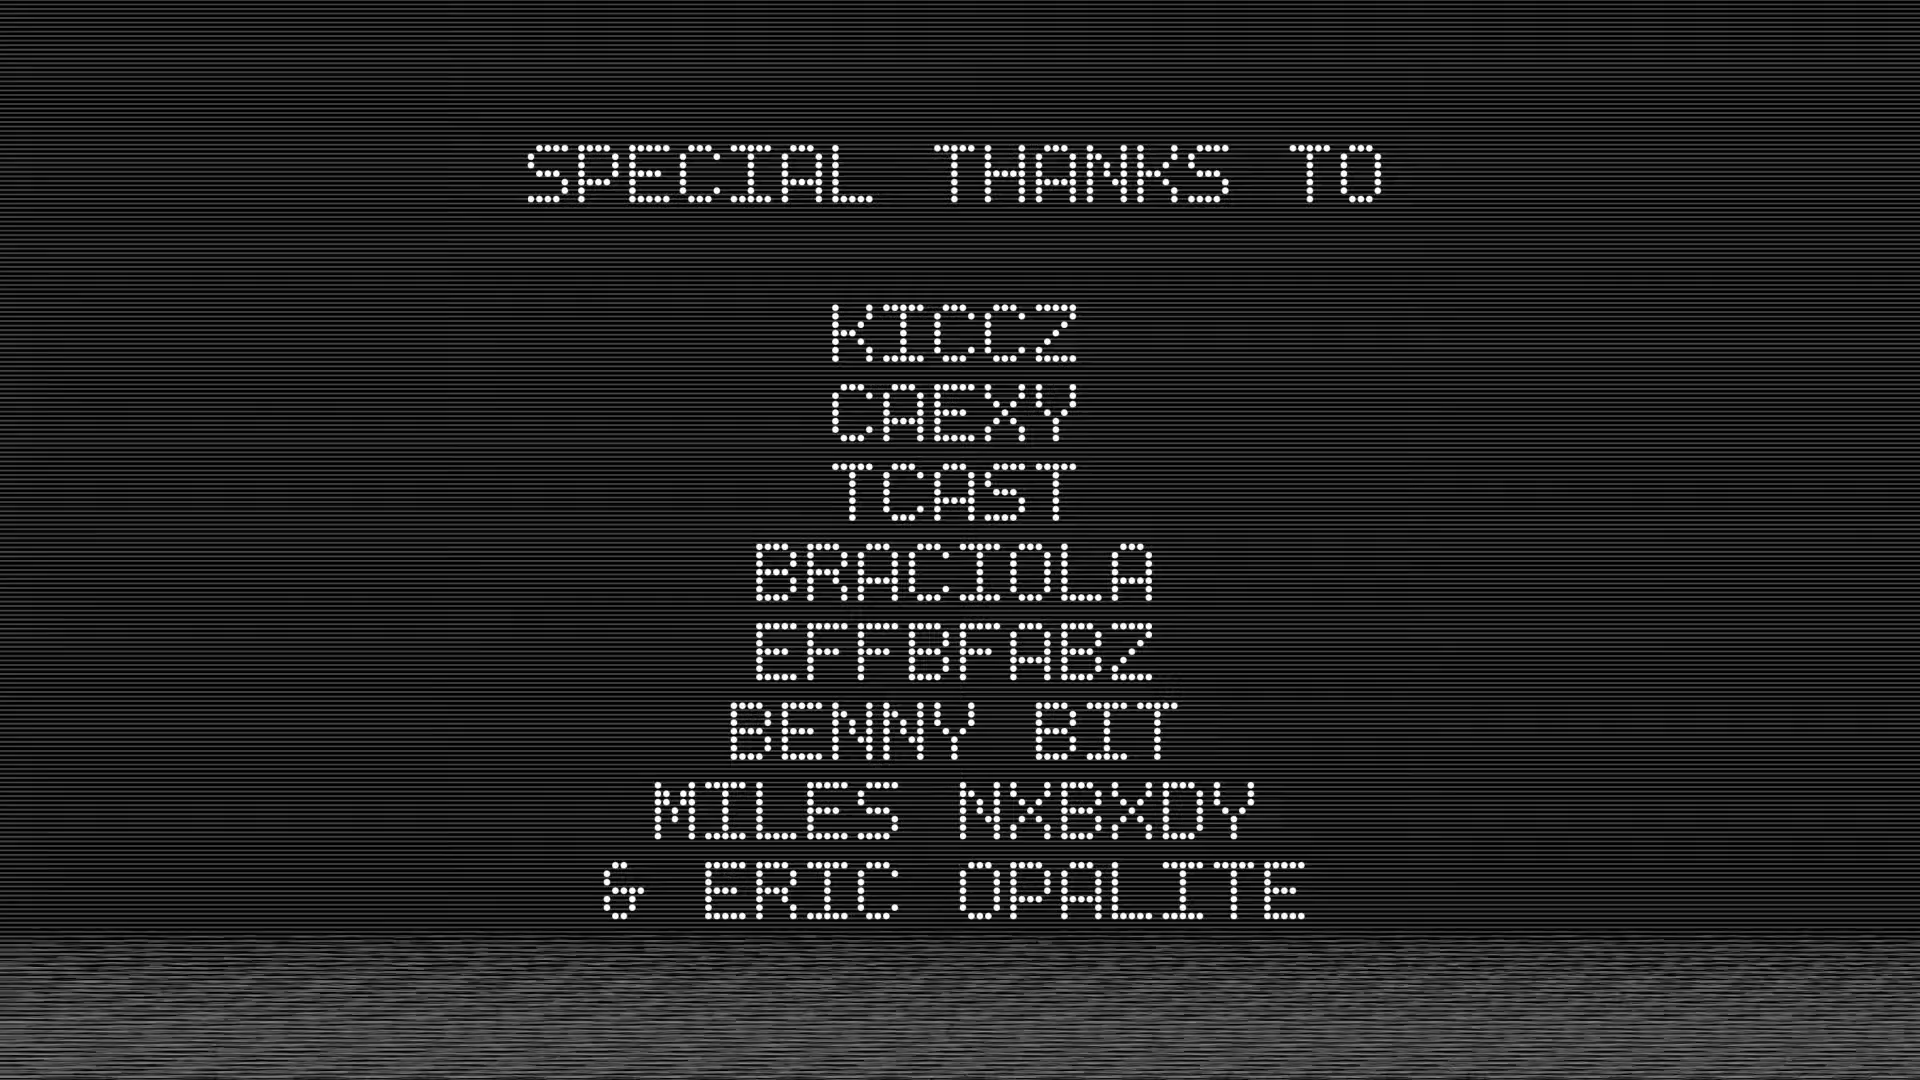 SPECIAL THANKS TO
KICCZ
CAEXY
TCAST
BRACIOLA
EFFBFABZ
BENNY BIT
MILES NXBXDY
& ERIC OPALITE